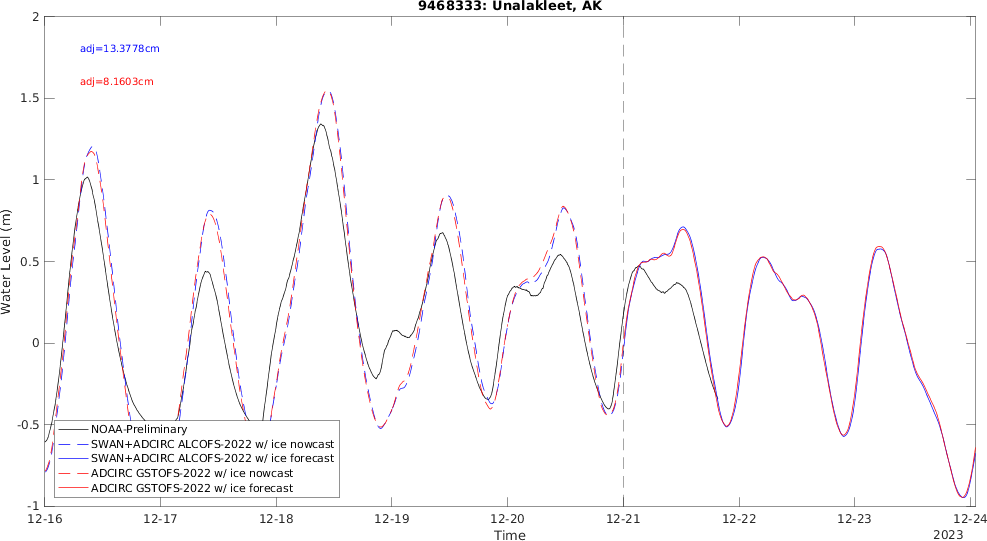 9468333: Unalakleet, AK
adj=13.3778cm
adj=8.1603cm
Water Level (m)
2
1.5
1
0.5
0
-0.5
-1
NOAA-Preliminary
SWAN+ADCIRC ALCOFS-2022 w/ ice nowcast
SWAN+ADCIRC ALCOFS-2022 w/ ice forecast
ADCIRC GSTOFS-2022 w/ ice nowcast
ADCIRC GSTOFS-2022 w/ ice forecast
12-16 12-17 12-18 12-19 12-20 12-21 12-22 12-23 12-24
Time
2023